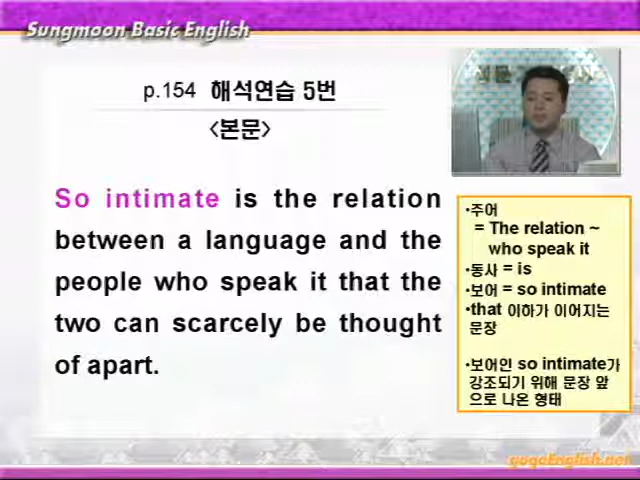 Sungmoon Basic English
p.154 해석연습 5번
<본문>
So intimate is the relation
between a language and the
people who speak it that the
two can scarcely be thought
of apart.
•주어
= The relation ~
who speak it
•동사 = is
•보어 = so intimate
•that 이하가 이어지는
문장
•보어인 so intimate가
강조되기 위해 문장 앞
으로 나온 형태
gogoEnglish.net